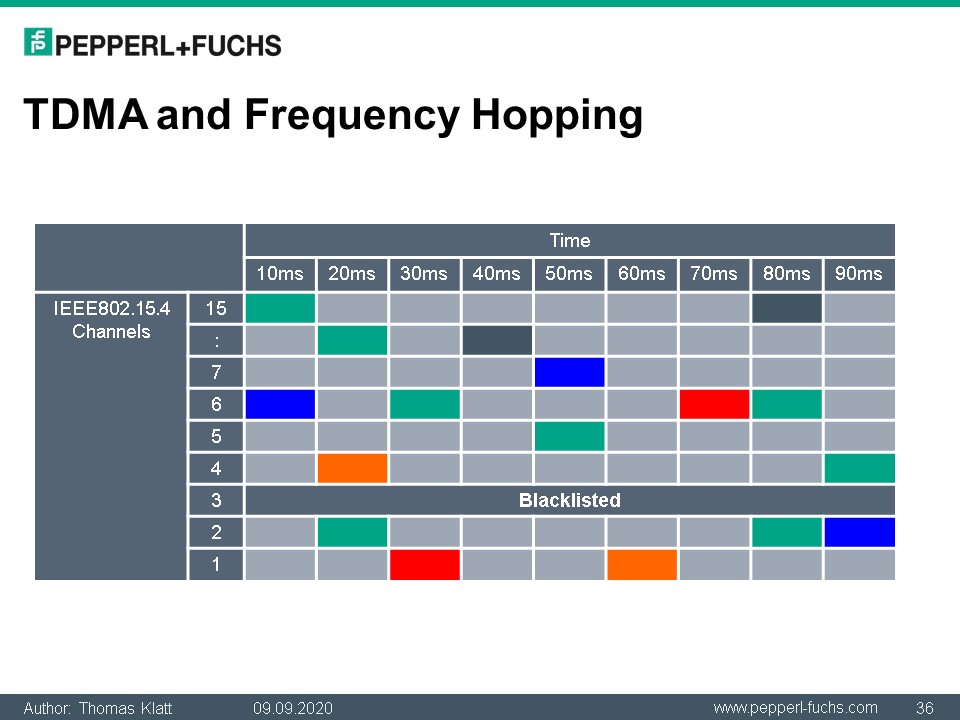 PEPPERL+FUCHS
TDMA and Frequency Hopping
Time
10ms 20ms 30ms 40ms 50ms 60ms 70ms 80ms 90ms
IEEE802.15.4
Channels
15
:
7
6
5
4
3 Blacklisted
2
1
Author: Thomas Klatt 09.09.2020 www.pepperl-fuchs.com 36